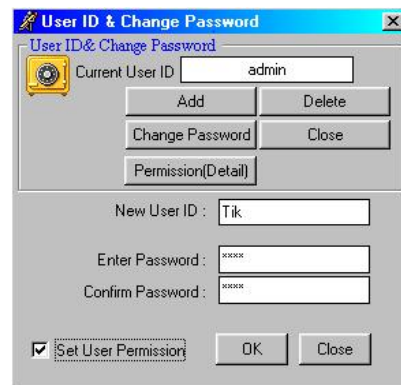 User ID & Change Password
User ID& Change Password
Current User ID admin
Add Delete
Change Password Close
Permission(Detail)
New User ID : Tik
Enter Password : ****
Confirm Password : ****
Set User Permission OK Close